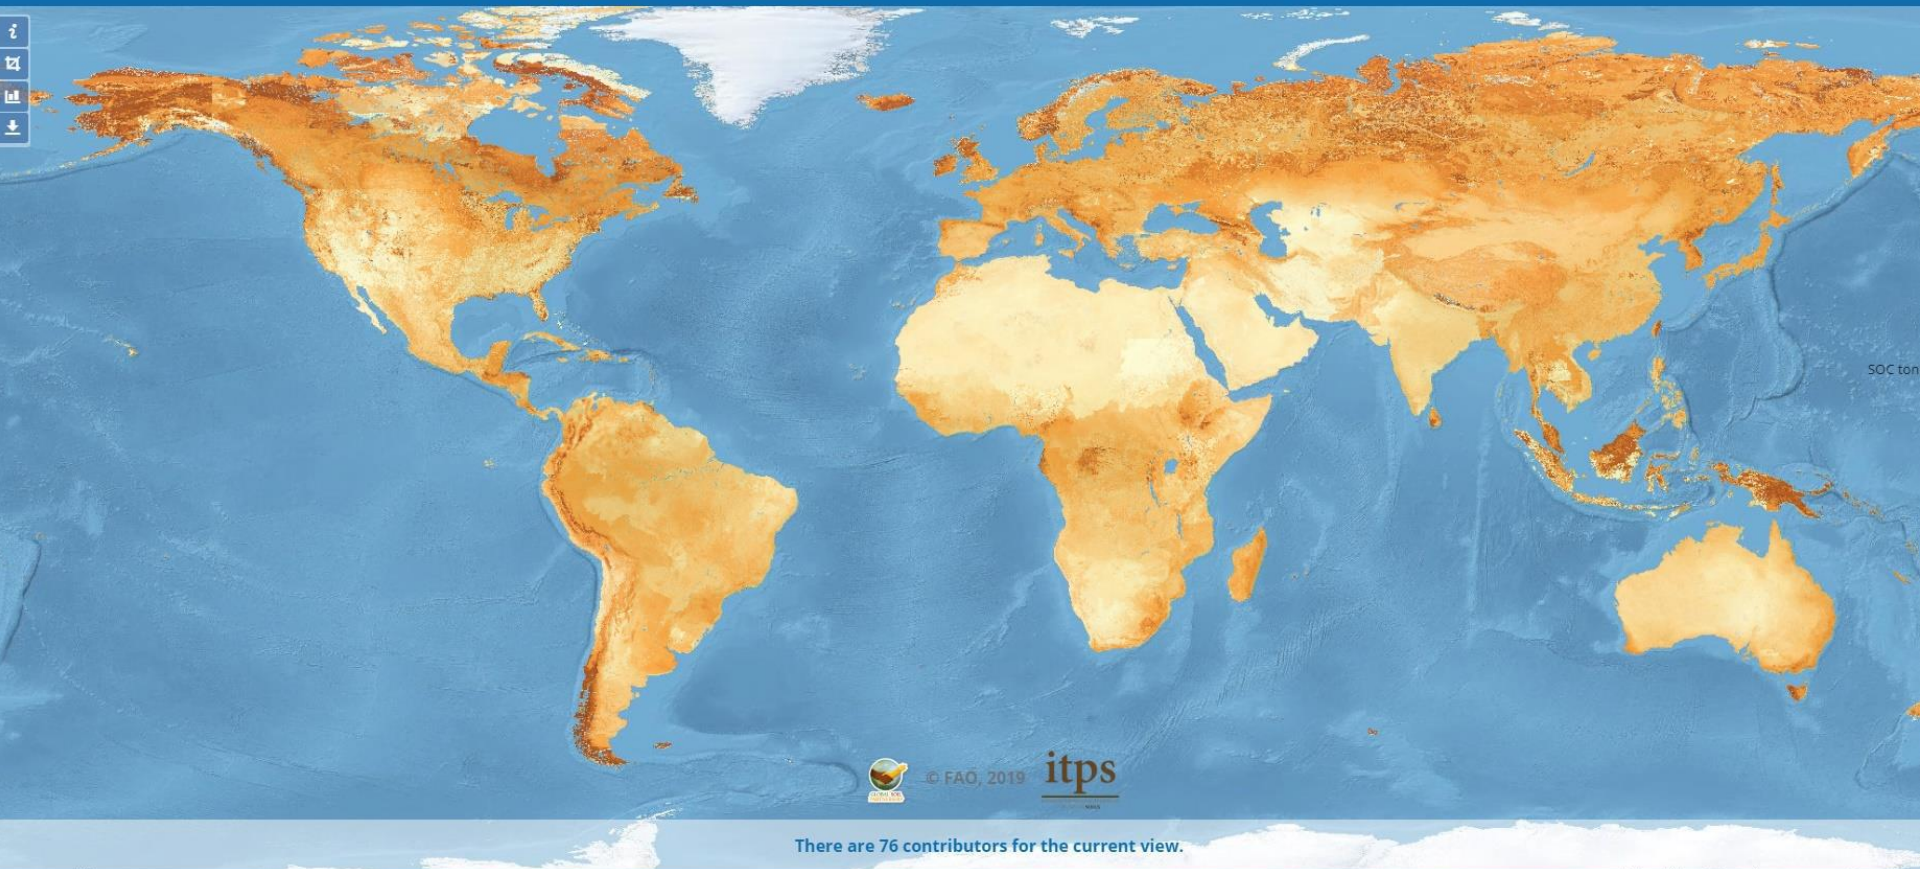 SOC ton
© FAO, 2019
itps
There are 76 contributors for the current view.